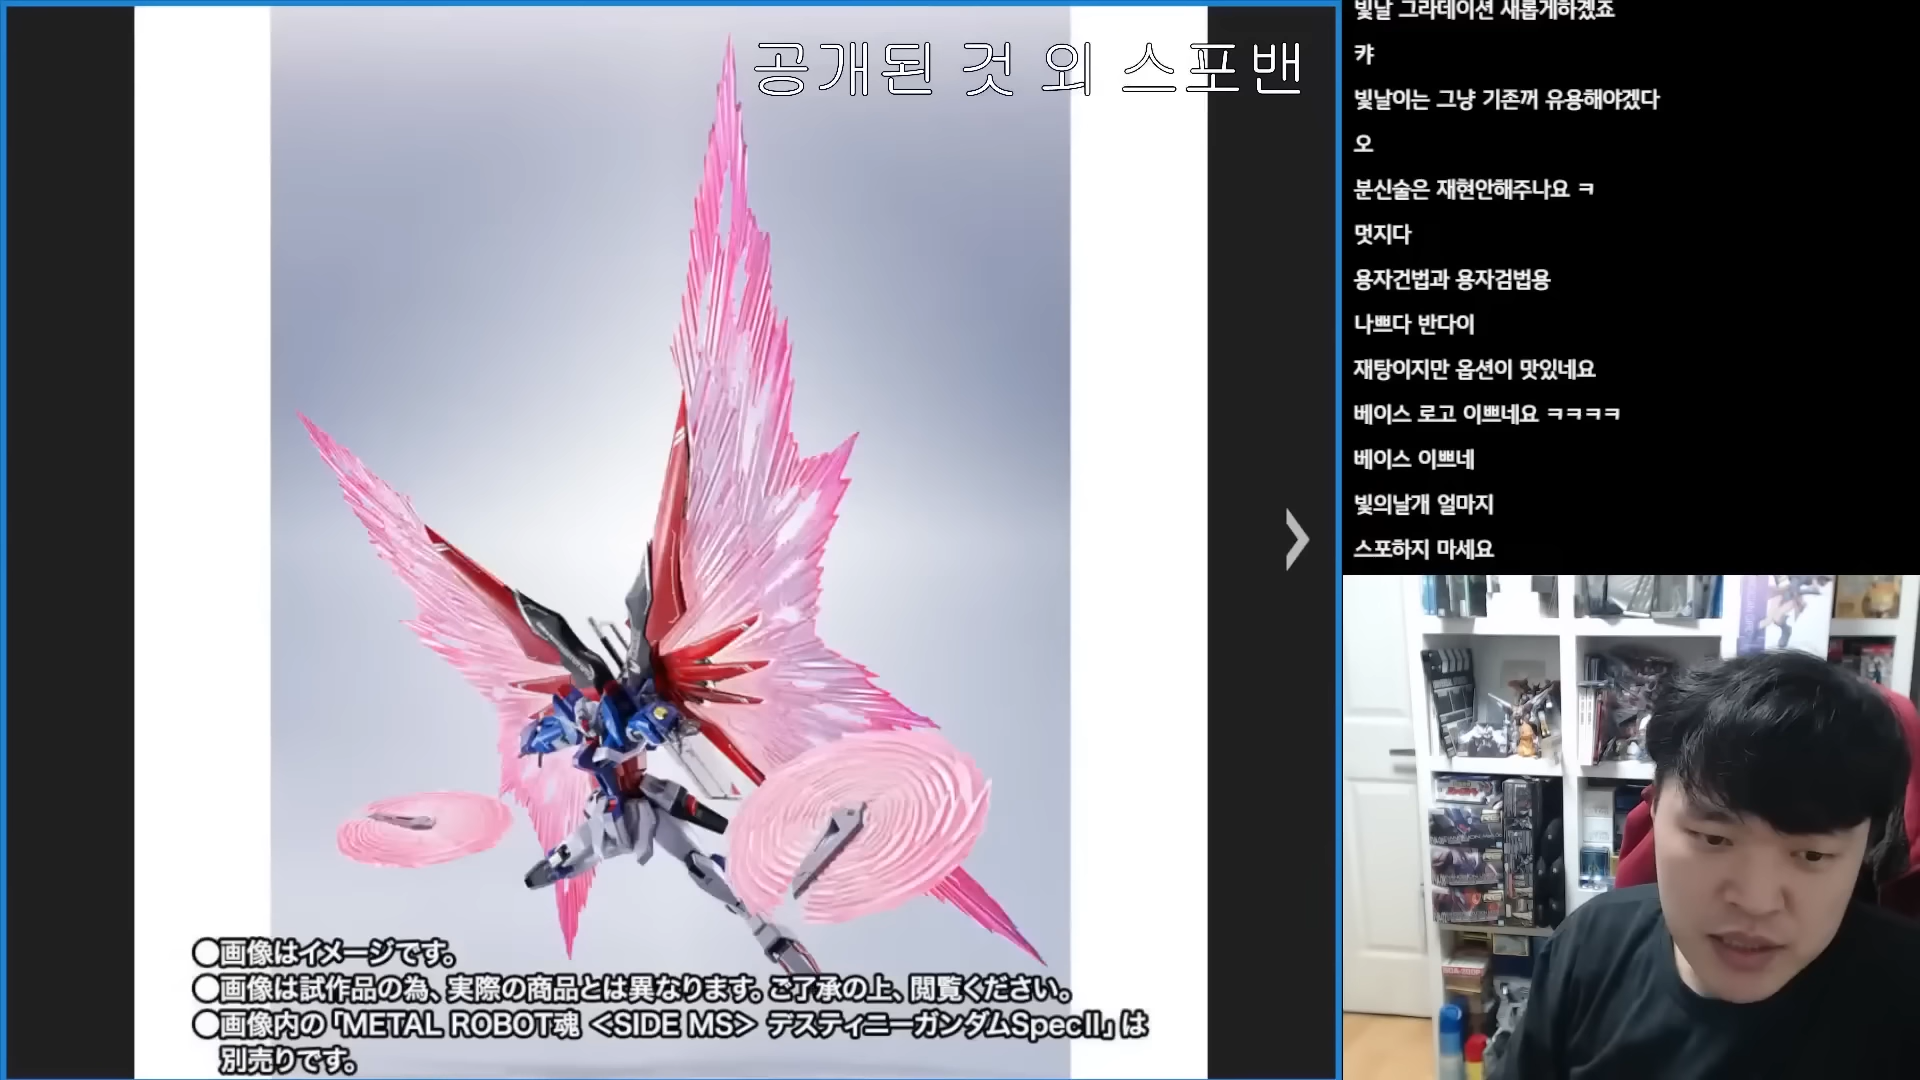 공개된 것 외 스포밴
●画像はイメージです。
●画像は試作品の為、実際の商品とは異なります。ご了承の上、閲覧ください。
●画像内の「METAL ROBOT魂 <SIDE MS> デスティニーガンダムSpecII」は
別売りです。
빛날 그라데이션 새롭게하겠죠
캬
빛날이는 그냥 기존꺼 유용해야겠다
오
분신술은 재현안해주나요 ㅋ
멋지다
용자건법과 용자검법용
나쁘다 반다이
재탕이지만 옵션이 맛있네요
베이스 로고 이쁘네요 ㅋㅋㅋㅋ
베이스 이쁘네
빛의날개 얼마지
스포하지 마세요